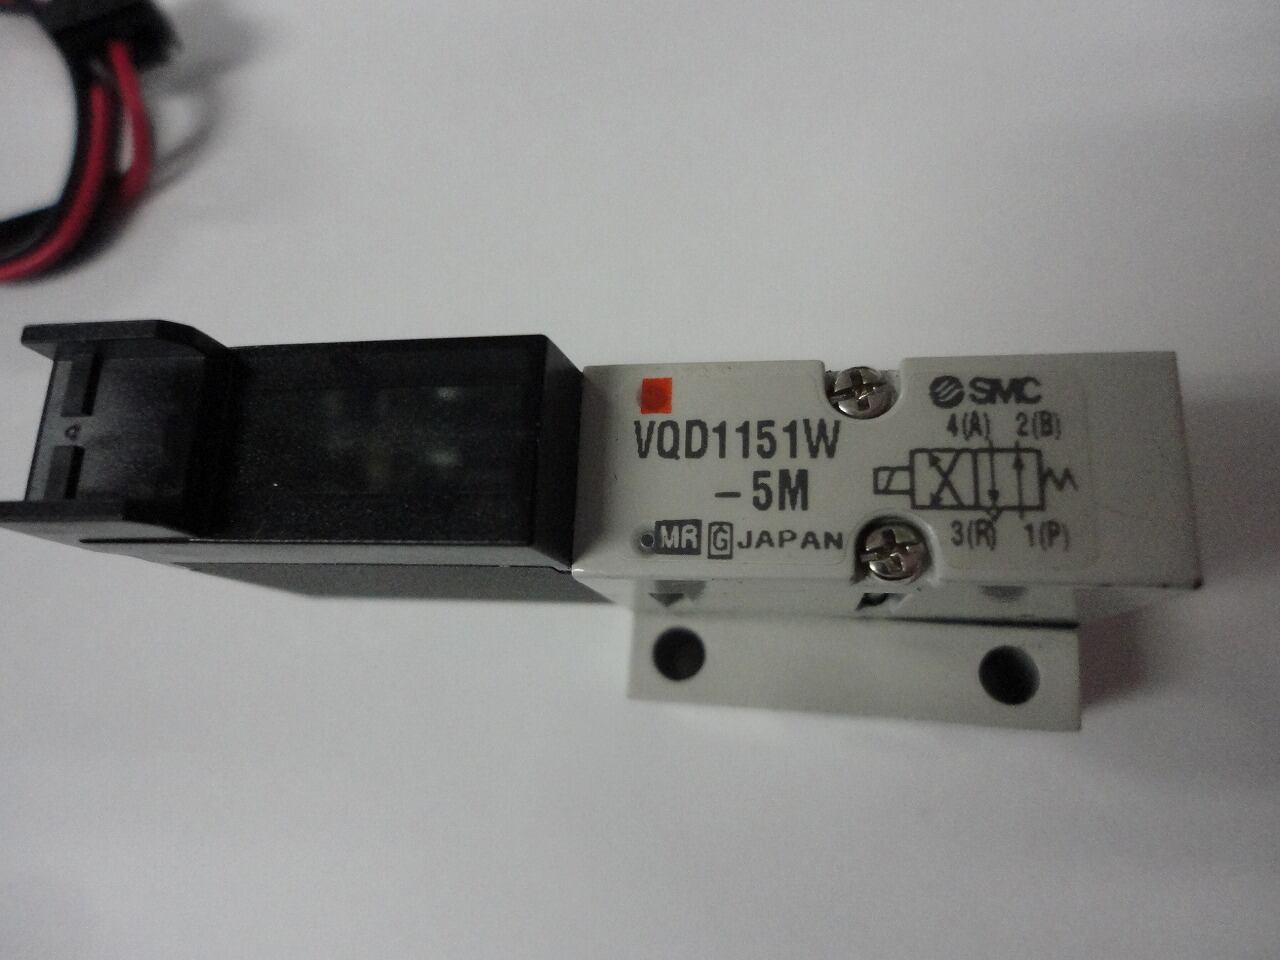 SMC
VQD1151W
-5M
MR G JAPAN
4(A) 2(B)
3(R) 1(P)